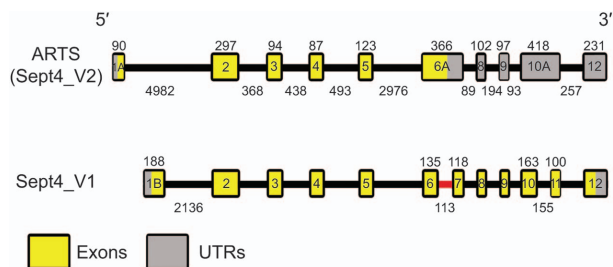 5′ 3′
90 297 94 87 123 366 102 97 418 231
ARTS
(Sept4_V2)
1A 2 3 4 5 6A 8 9 10A 12
4982 368 438 493 2976 89 194 93 257
188 135 118 163 100
Sept4_V1
1B 2 3 4 5 6 7 8 9 10 11 12
2136 113 155
Exons UTRs